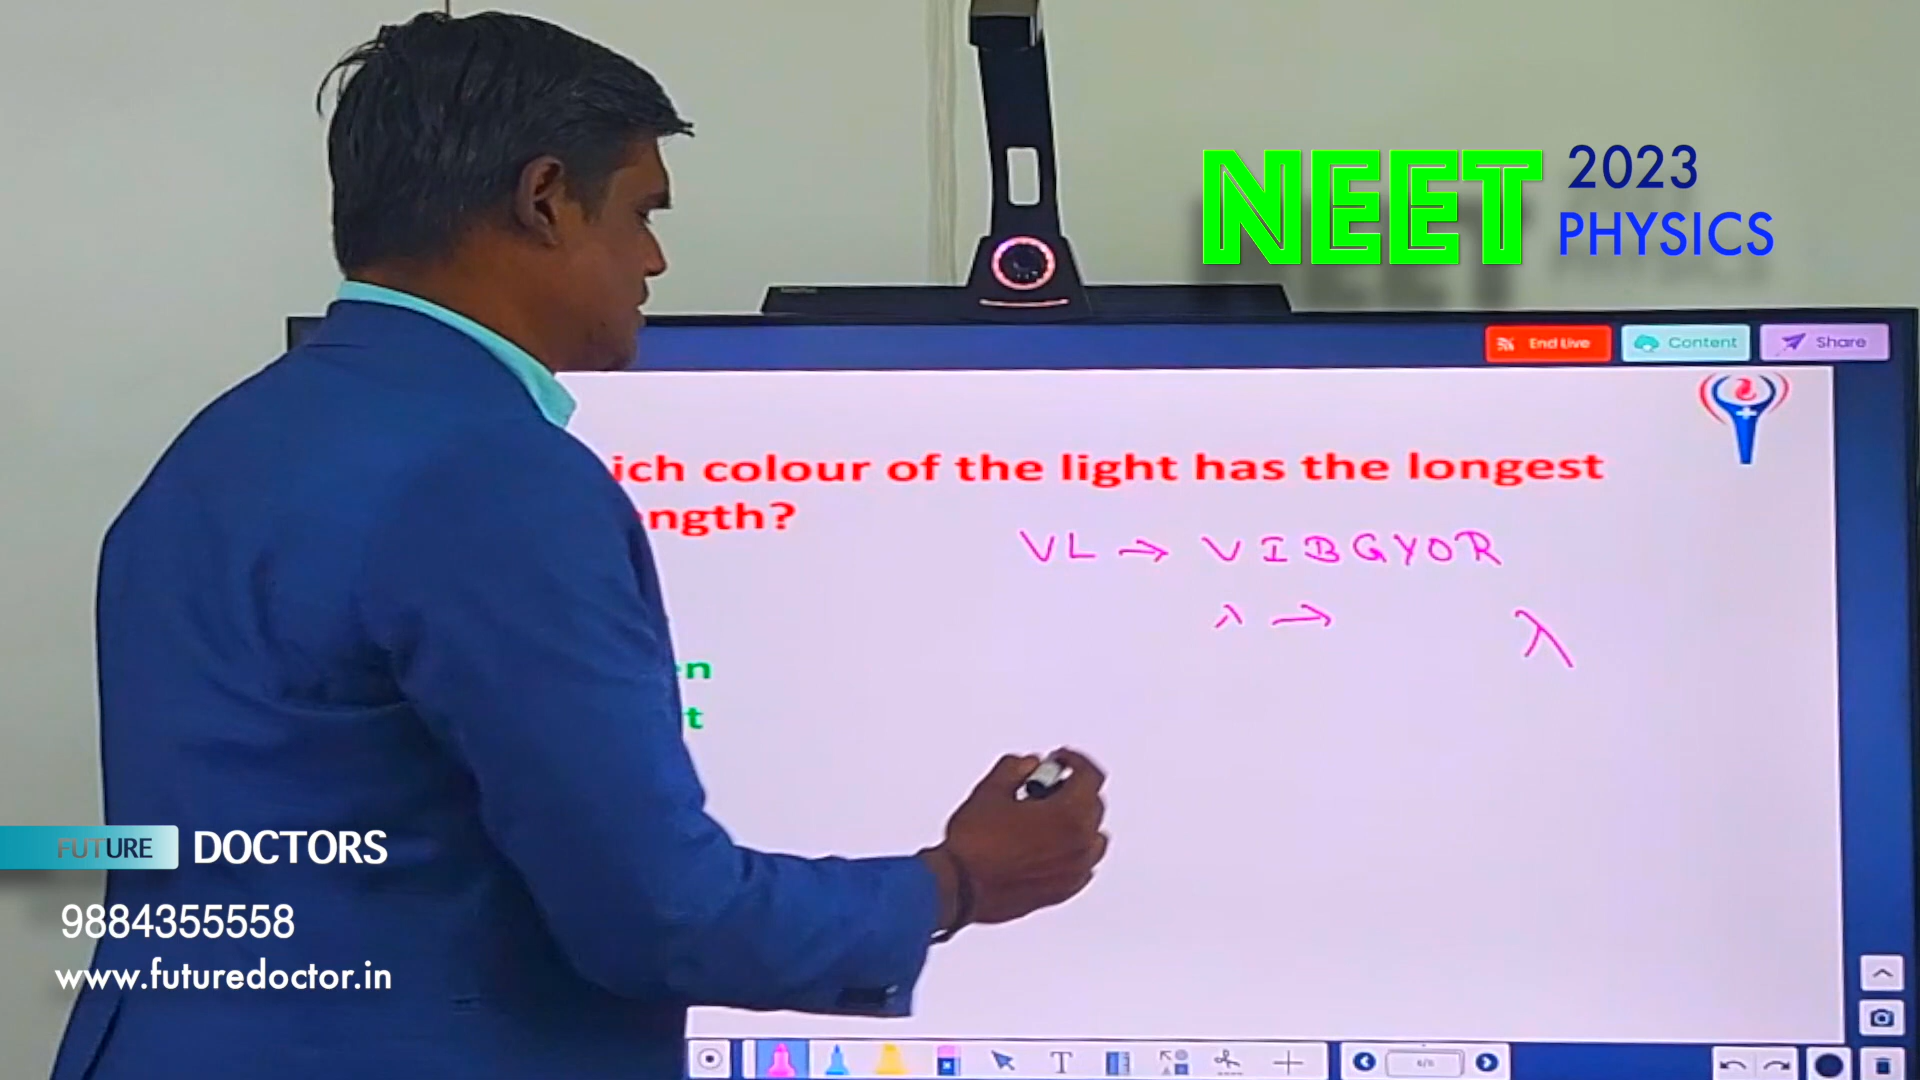 NEET 2023
PHYSICS
End Live Content Share
ich colour of the light has the longest
ngth?
VL → VIBGYOR
λ → λ
n
t
FUTURE DOCTORS
9884355558
www.futuredoctor.in
T